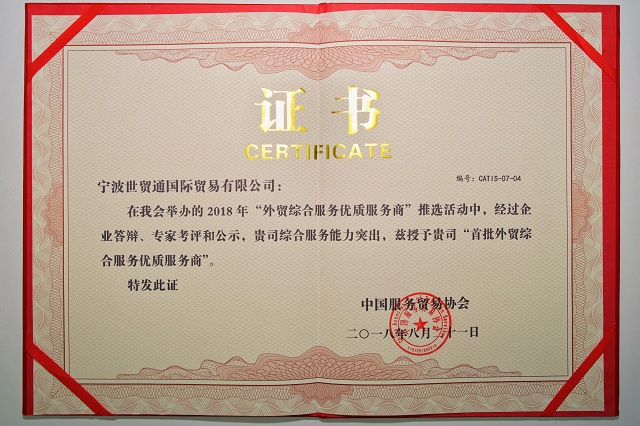 证书
CERTIFICATE
编号：CATIS-07-04
宁波世贸通国际贸易有限公司：
在我会举办的 2018 年“外贸综合服务优质服务商”推选活动中，经过企
业答辩、专家考评和公示，贵司综合服务能力突出，兹授予贵司“首批外贸综
合服务优质服务商”。
特发此证
中国服务贸易协会
二〇一八年八月二十一日